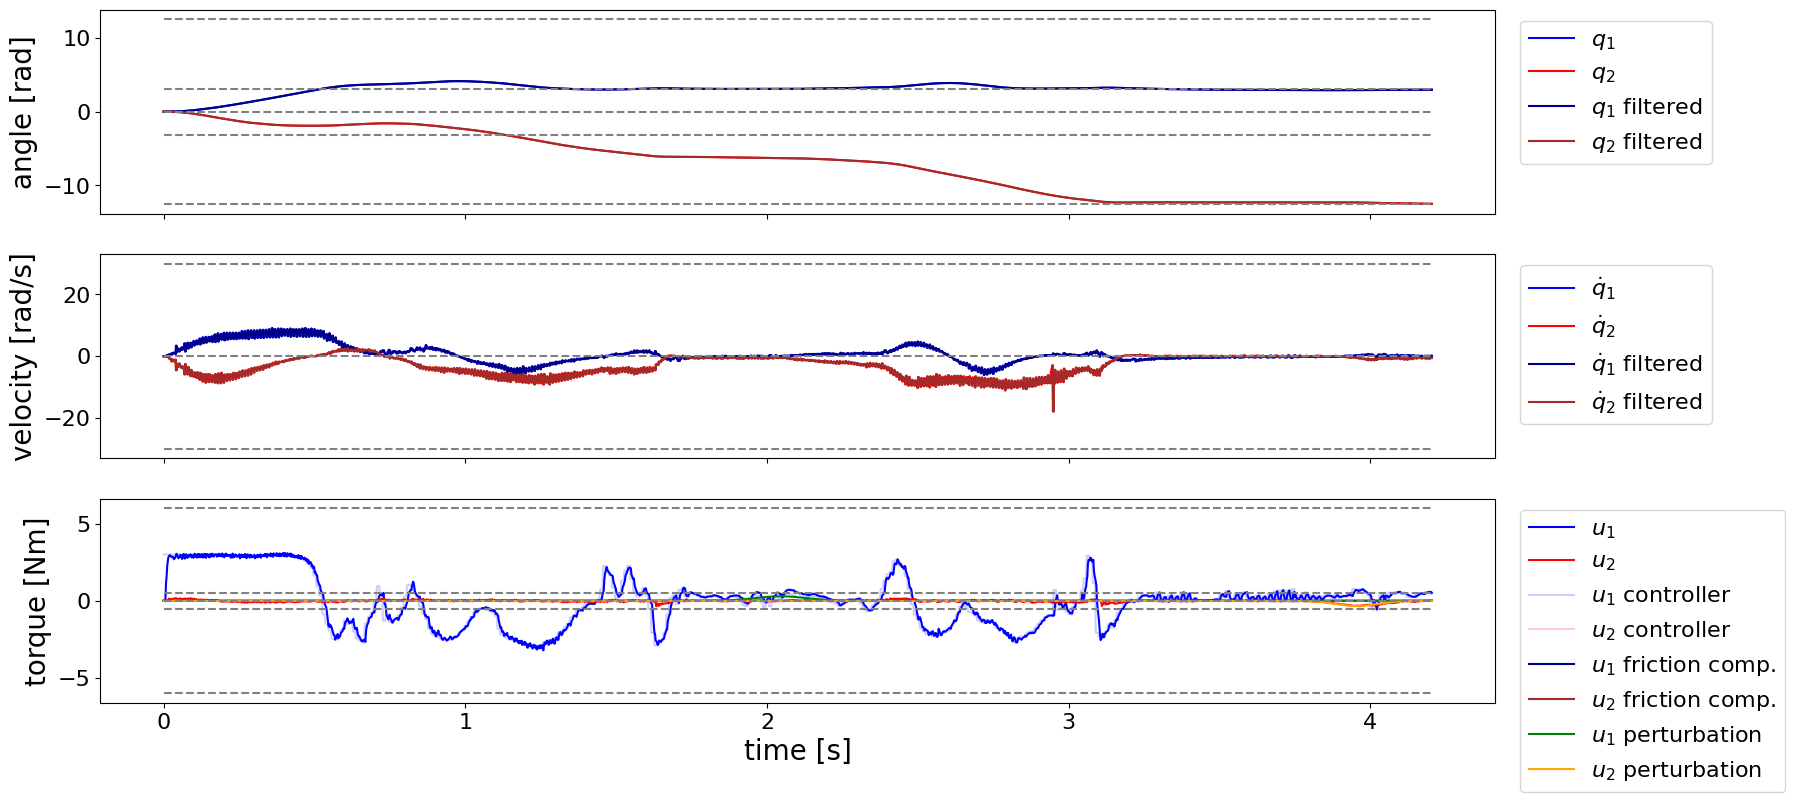 angle [rad]
10
0
−10
q₁
q₂
q₁ filtered
q₂ filtered
velocity [rad/s]
20
0
−20
q̇₁
q̇₂
q̇₁ filtered
q̇₂ filtered
torque [Nm]
5
0
−5
0 1 2 3 4
time [s]
u₁
u₂
u₁ controller
u₂ controller
u₁ friction comp.
u₂ friction comp.
u₁ perturbation
u₂ perturbation